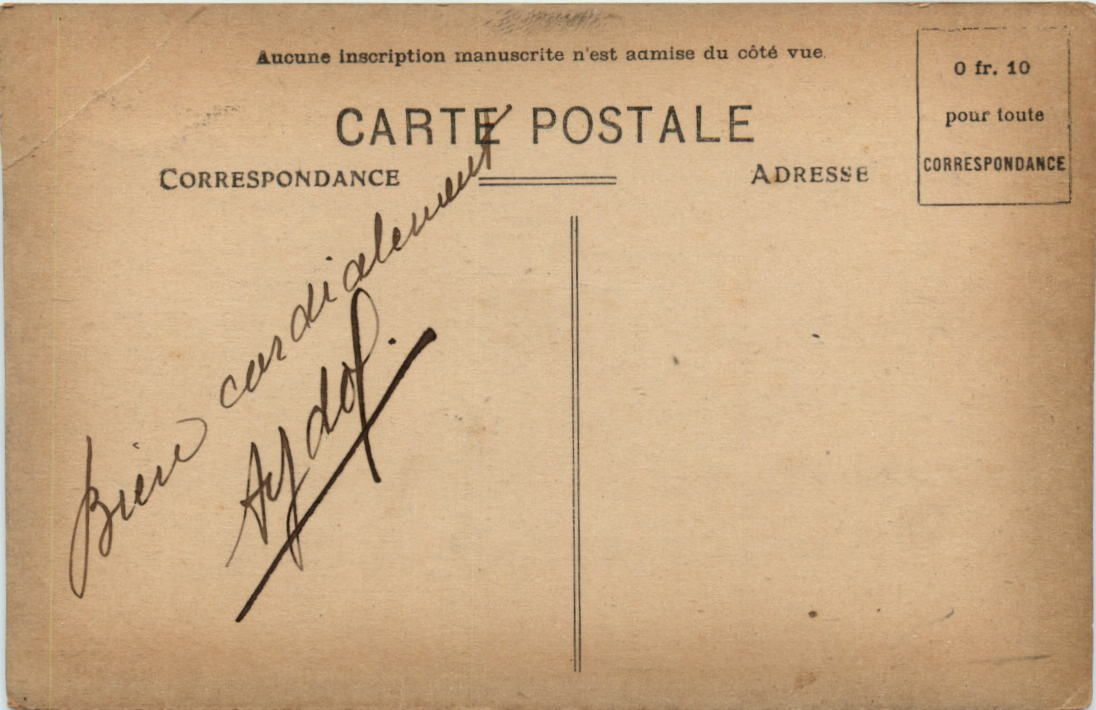 Aucune inscription manuscrite n'est admise du côté vue.
CARTE POSTALE
CORRESPONDANCE
ADRESSE
0 fr. 10
pour toute
CORRESPONDANCE
Bien cordialement